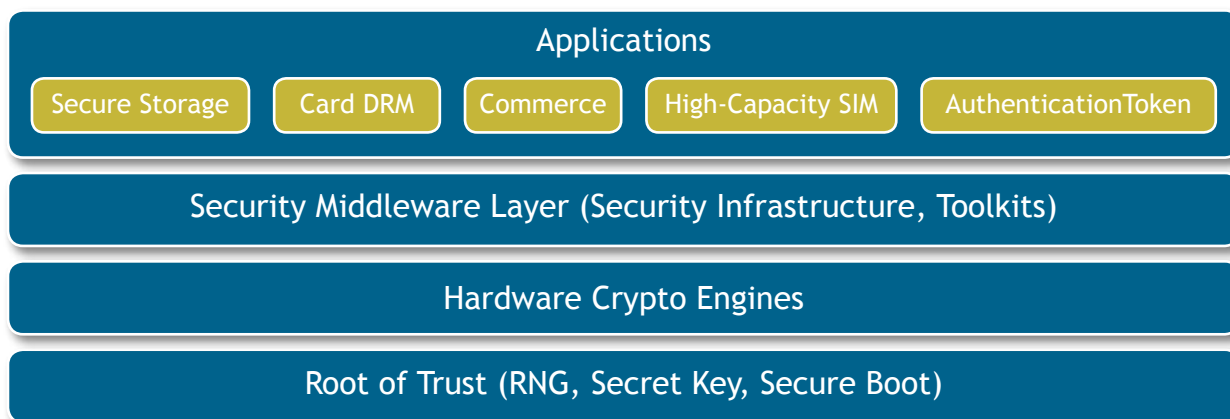 Applications
Secure Storage Card DRM Commerce High-Capacity SIM AuthenticationToken
Security Middleware Layer (Security Infrastructure, Toolkits)
Hardware Crypto Engines
Root of Trust (RNG, Secret Key, Secure Boot)